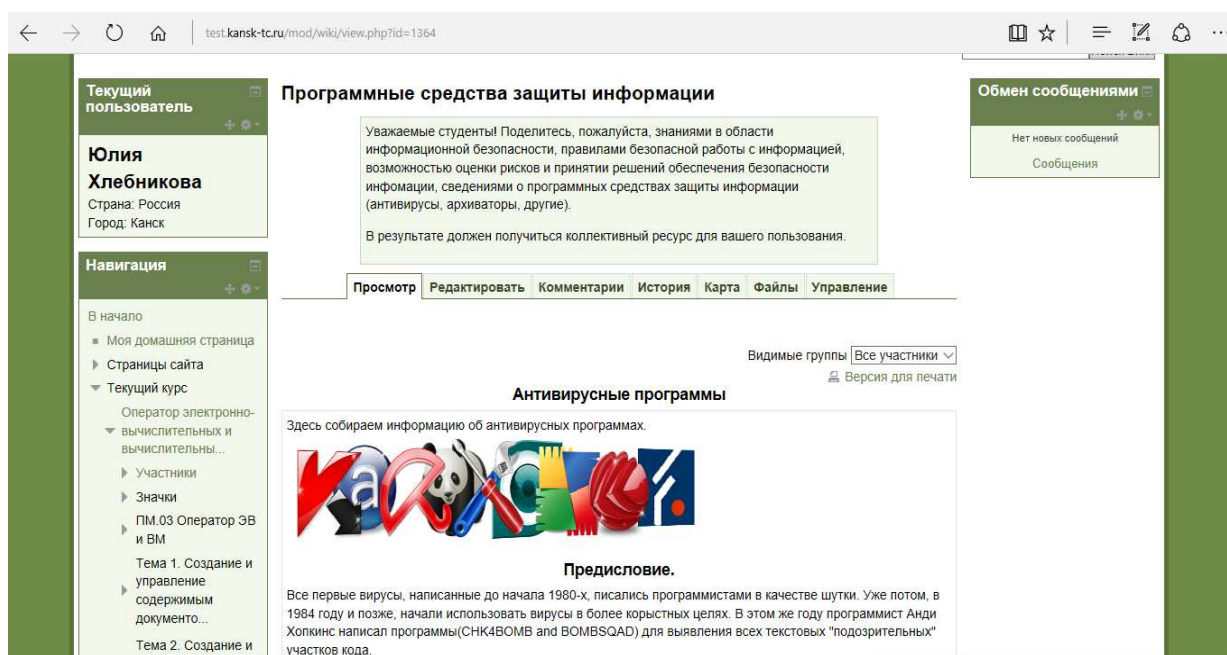 test.kansk-tc.ru/mod/wiki/view.php?id=1364
Текущий
пользователь
Юлия
Хлебникова
Страна: Россия
Город: Канск
Навигация
В начало
Моя домашняя страница
Страницы сайта
Текущий курс
Оператор электронно-
вычислительных и
вычислительны...
Участники
Значки
ПМ.03 Оператор ЭВ
и ВМ
Тема 1. Создание и
управление
содержимым
документо...
Тема 2. Создание и
Программные средства защиты информации
Уважаемые студенты! Поделитесь, пожалуйста, знаниями в области
информационной безопасности, правилами безопасной работы с информацией,
возможностью оценки рисков и принятии решений обеспечения безопасности
инфомации, сведениями о программных средствах защиты информации
(антивирусы, архиваторы, другие).
В результате должен получиться коллективный ресурс для вашего пользования.
Просмотр Редактировать Комментарии История Карта Файлы Управление
Видимые группы Все участники
Версия для печати
Антивирусные программы
Здесь собираем информацию об антивирусных программах.
Предисловие.
Все первые вирусы, написанные до начала 1980-х, писались программистами в качестве шутки. Уже потом, в
1984 году и позже, начали использовать вирусы в более корыстных целях. В этом же году программист Анди
Хопкинс написал программы(CHK4BOMB and BOMBSQAD) для выявления всех текстовых "подозрительных"
участков кода.
Обмен сообщениями
Нет новых сообщений
Сообщения